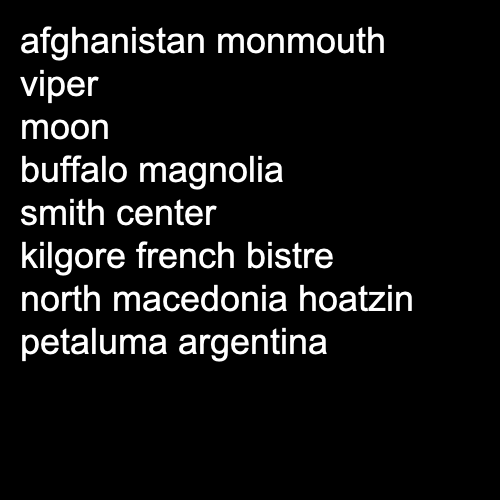 afghanistan monmouth
viper
moon
buffalo magnolia
smith center
kilgore french bistre
north macedonia hoatzin
petaluma argentina